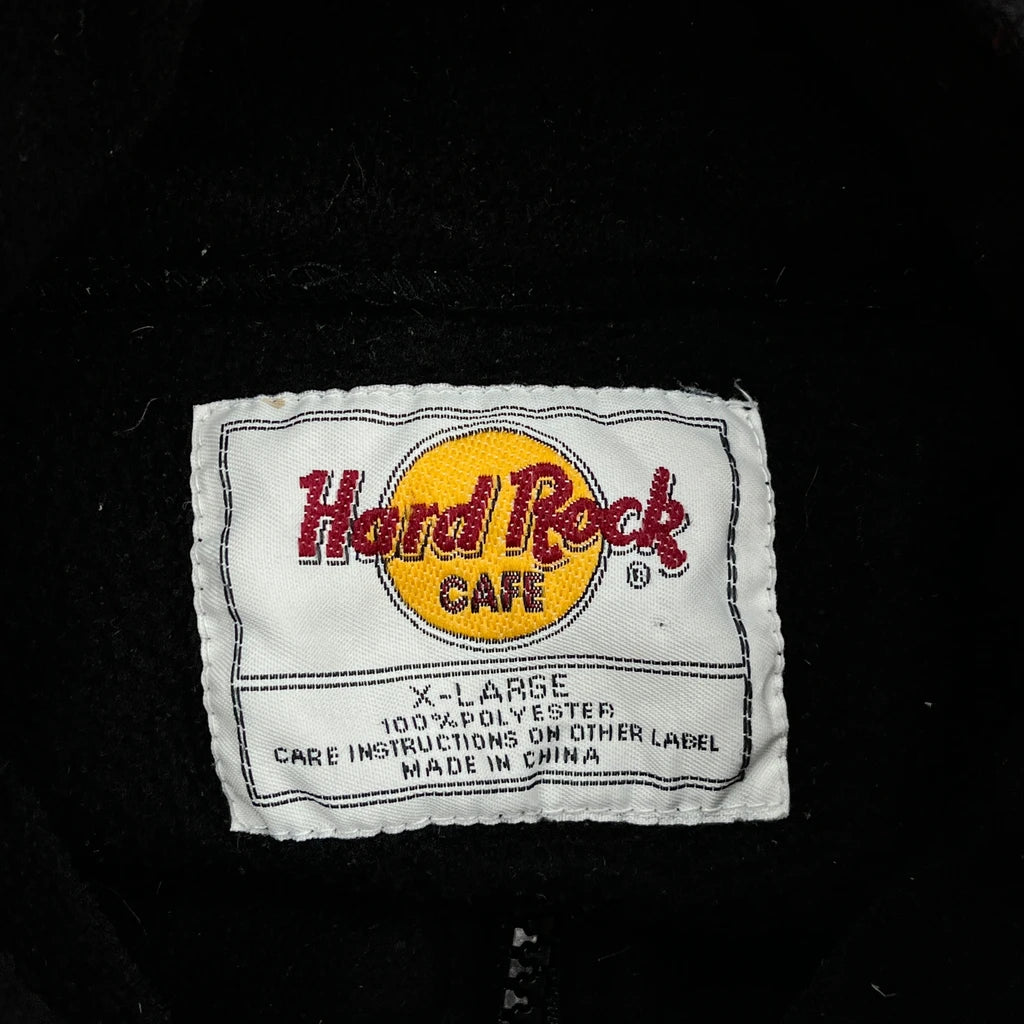 Hard Rock
CAFE
®
X-LARGE
100% POLYESTER
CARE INSTRUCTIONS ON OTHER LABEL
MADE IN CHINA